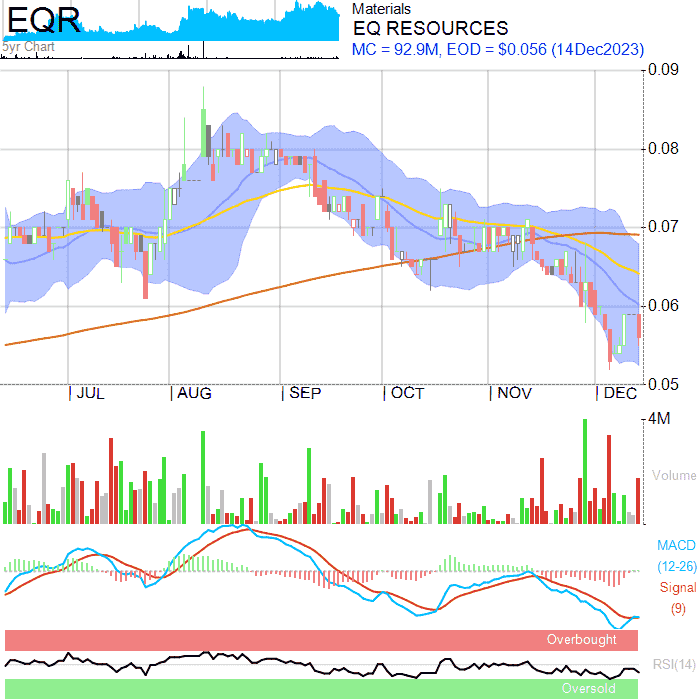 EQR
5yr Chart
Materials
EQ RESOURCES
MC = 92.9M, EOD = $0.056 (14Dec2023)
0.09
0.08
0.07
0.06
0.05
JUL AUG SEP OCT NOV DEC
4M
Volume
MACD
(12-26)
Signal
(9)
Overbought
RSI(14)
Oversold